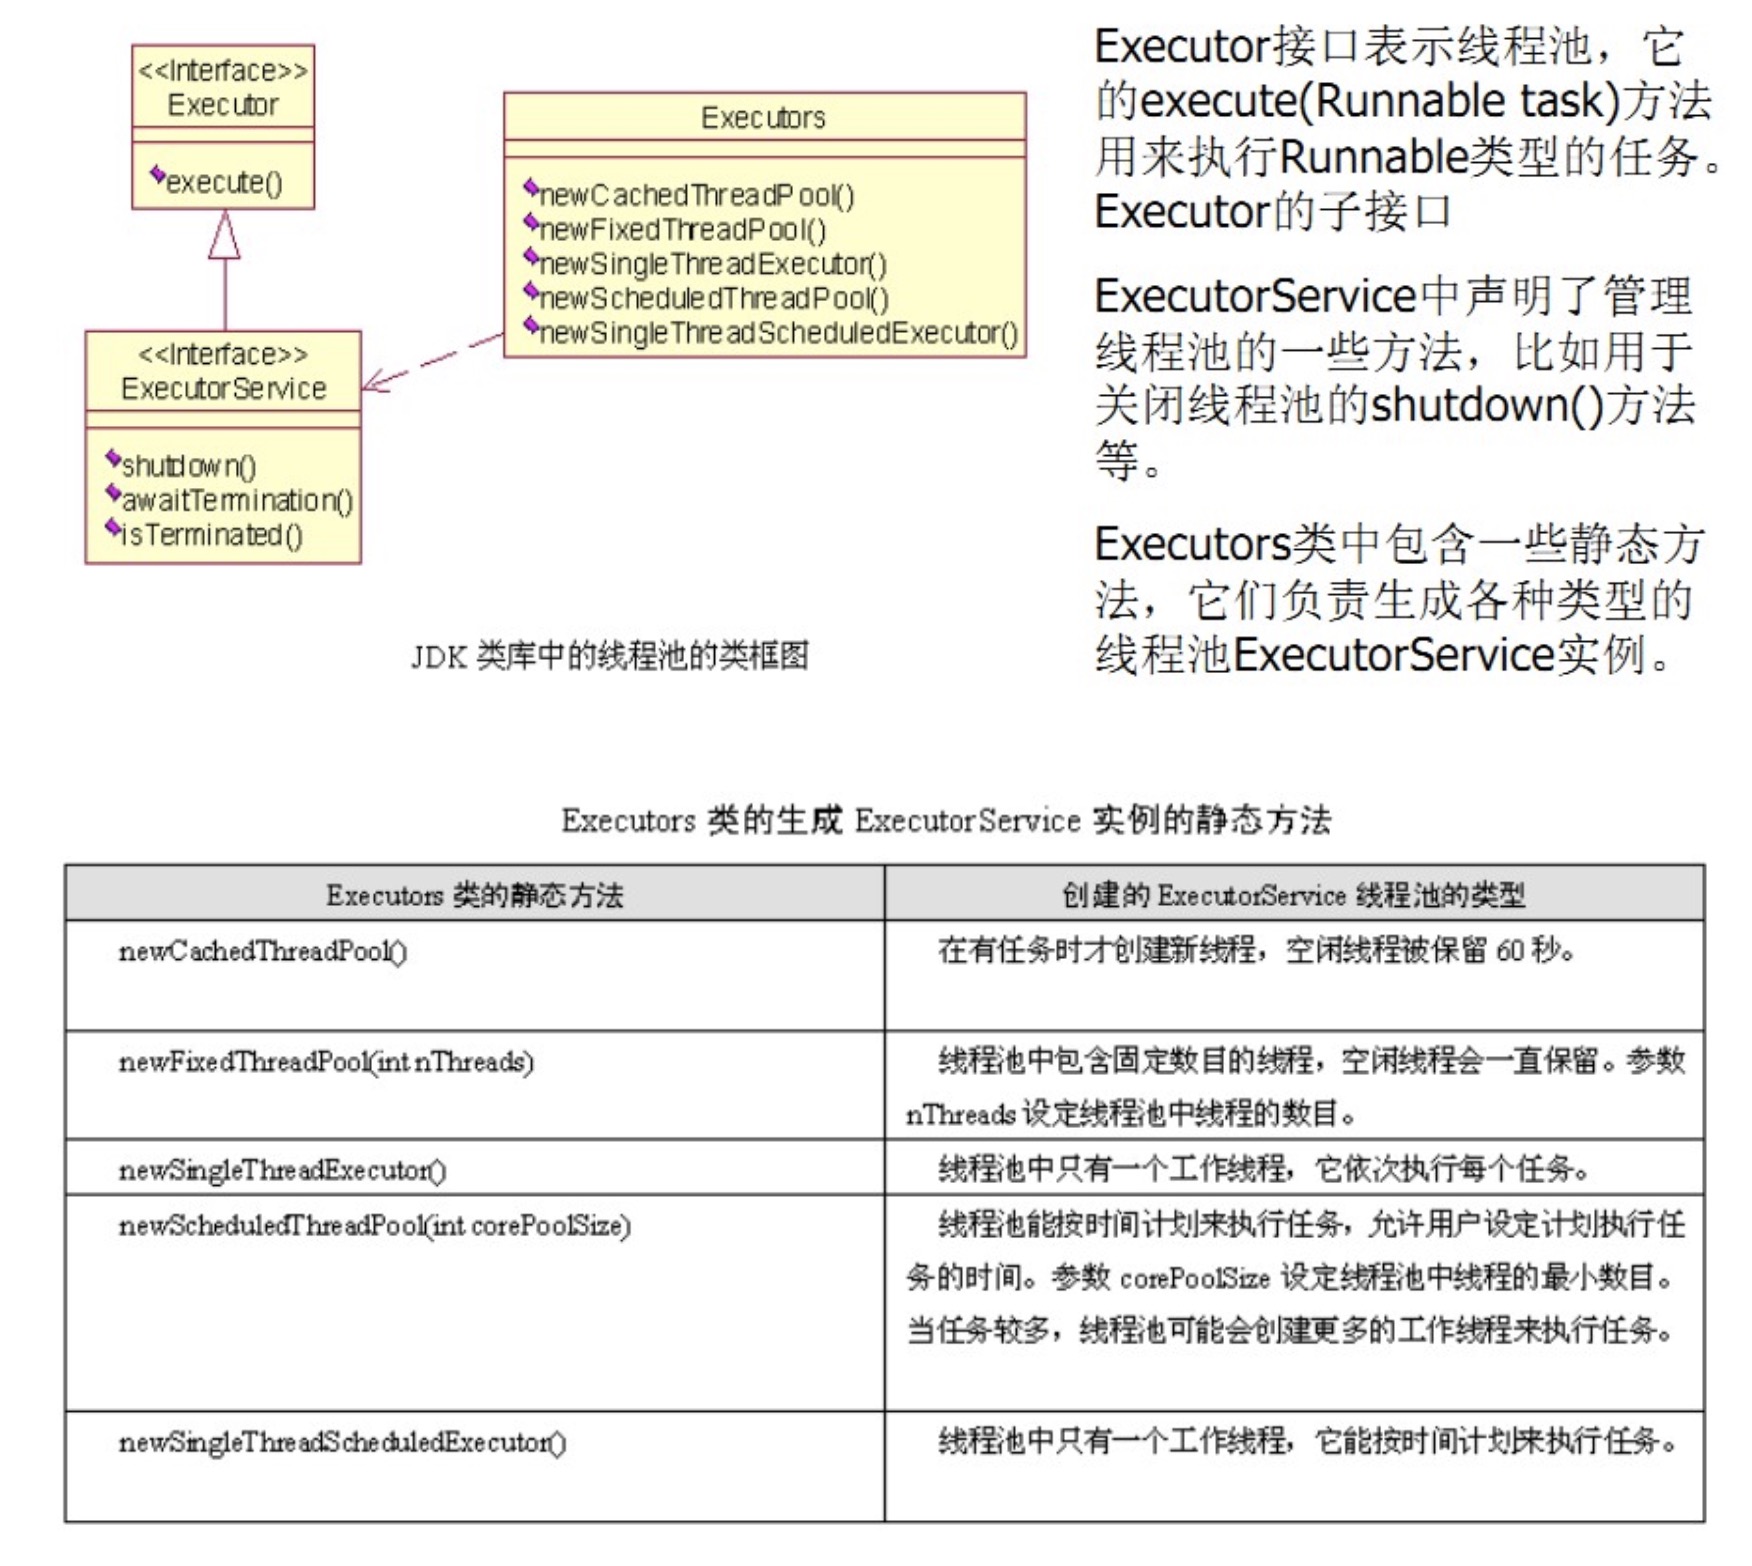 <<Interface>>
Executor
execute()
<<Interface>>
ExecutorService
shutdown()
awaitTermination()
isTerminated()
Executors
newCachedThreadPool()
newFixedThreadPool()
newSingleThreadExecutor()
newScheduledThreadPool()
newSingleThreadScheduledExecutor()
JDK 类库中的线程池的类框图
Executor接口表示线程池，它
的execute(Runnable task)方法
用来执行Runnable类型的任务。
Executor的子接口
ExecutorService中声明了管理
线程池的一些方法，比如用于
关闭线程池的shutdown()方法
等。
Executors类中包含一些静态方
法，它们负责生成各种类型的
线程池ExecutorService实例。
Executors 类的生成 ExecutorService 实例的静态方法
Executors 类的静态方法
创建的 ExecutorService 线程池的类型
newCachedThreadPool()
在有任务时才创建新线程，空闲线程被保留 60 秒。
newFixedThreadPool(int nThreads)
线程池中包含固定数目的线程，空闲线程会一直保留。参数
nThreads 设定线程池中线程的数目。
newSingleThreadExecutor()
线程池中只有一个工作线程，它依次执行每个任务。
newScheduledThreadPool(int corePoolSize)
线程池能按时间计划来执行任务，允许用户设定计划执行任
务的时间。参数 corePoolSize 设定线程池中线程的最小数目。
当任务较多，线程池可能会创建更多的工作线程来执行任务。
newSingleThreadScheduledExecutor()
线程池中只有一个工作线程，它能按时间计划来执行任务。